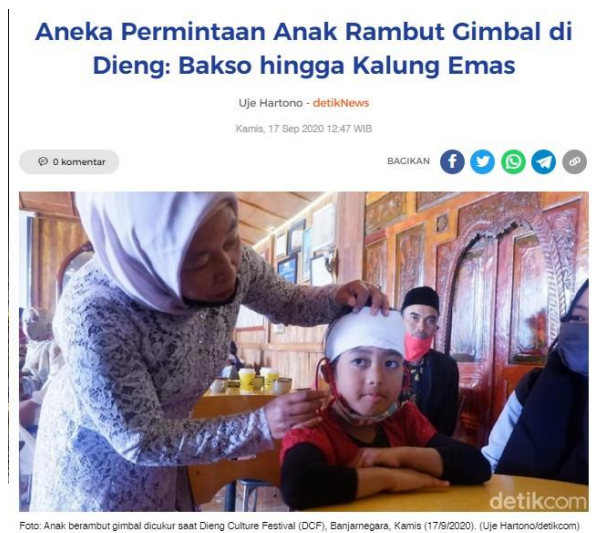 Aneka Permintaan Anak Rambut Gimbal di
Dieng: Bakso hingga Kalung Emas
Uje Hartono - detikNews
Kamis, 17 Sep 2020 12:47 WIB
0 komentar
BAGIKAN
detikcom
Foto: Anak berambut gimbal dicukur saat Dieng Culture Festival (DCF), Banjarnegara, Kamis (17/9/2020). (Uje Hartono/detikcom)